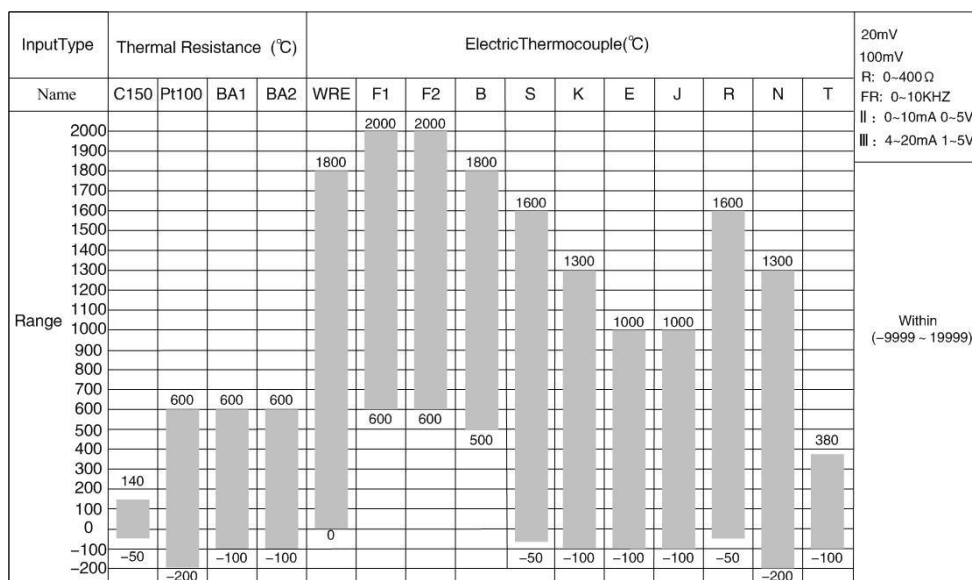 InputType Thermal Resistance (℃) ElectricThermocouple(℃)
20mV
100mV
R: 0~400Ω
FR: 0~10KHZ
Ⅱ: 0~10mA 0~5V
Ⅲ: 4~20mA 1~5V
Name C150 Pt100 BA1 BA2 WRE F1 F2 B S K E J R N T
2000 2000 2000
1900
1800 1800 1800
1700
1600 1600 1600
1500
1400
1300 1300 1300
1200
1100
Range 1000 1000 1000
Within
(-9999~19999)
900
800
700
600 600 600 600 600 600
500 500
400 380
300
200
100 140
0 0
-100 -50 -100 -100 -50 -100 -100 -100 -50 -100
-200 -200 -200